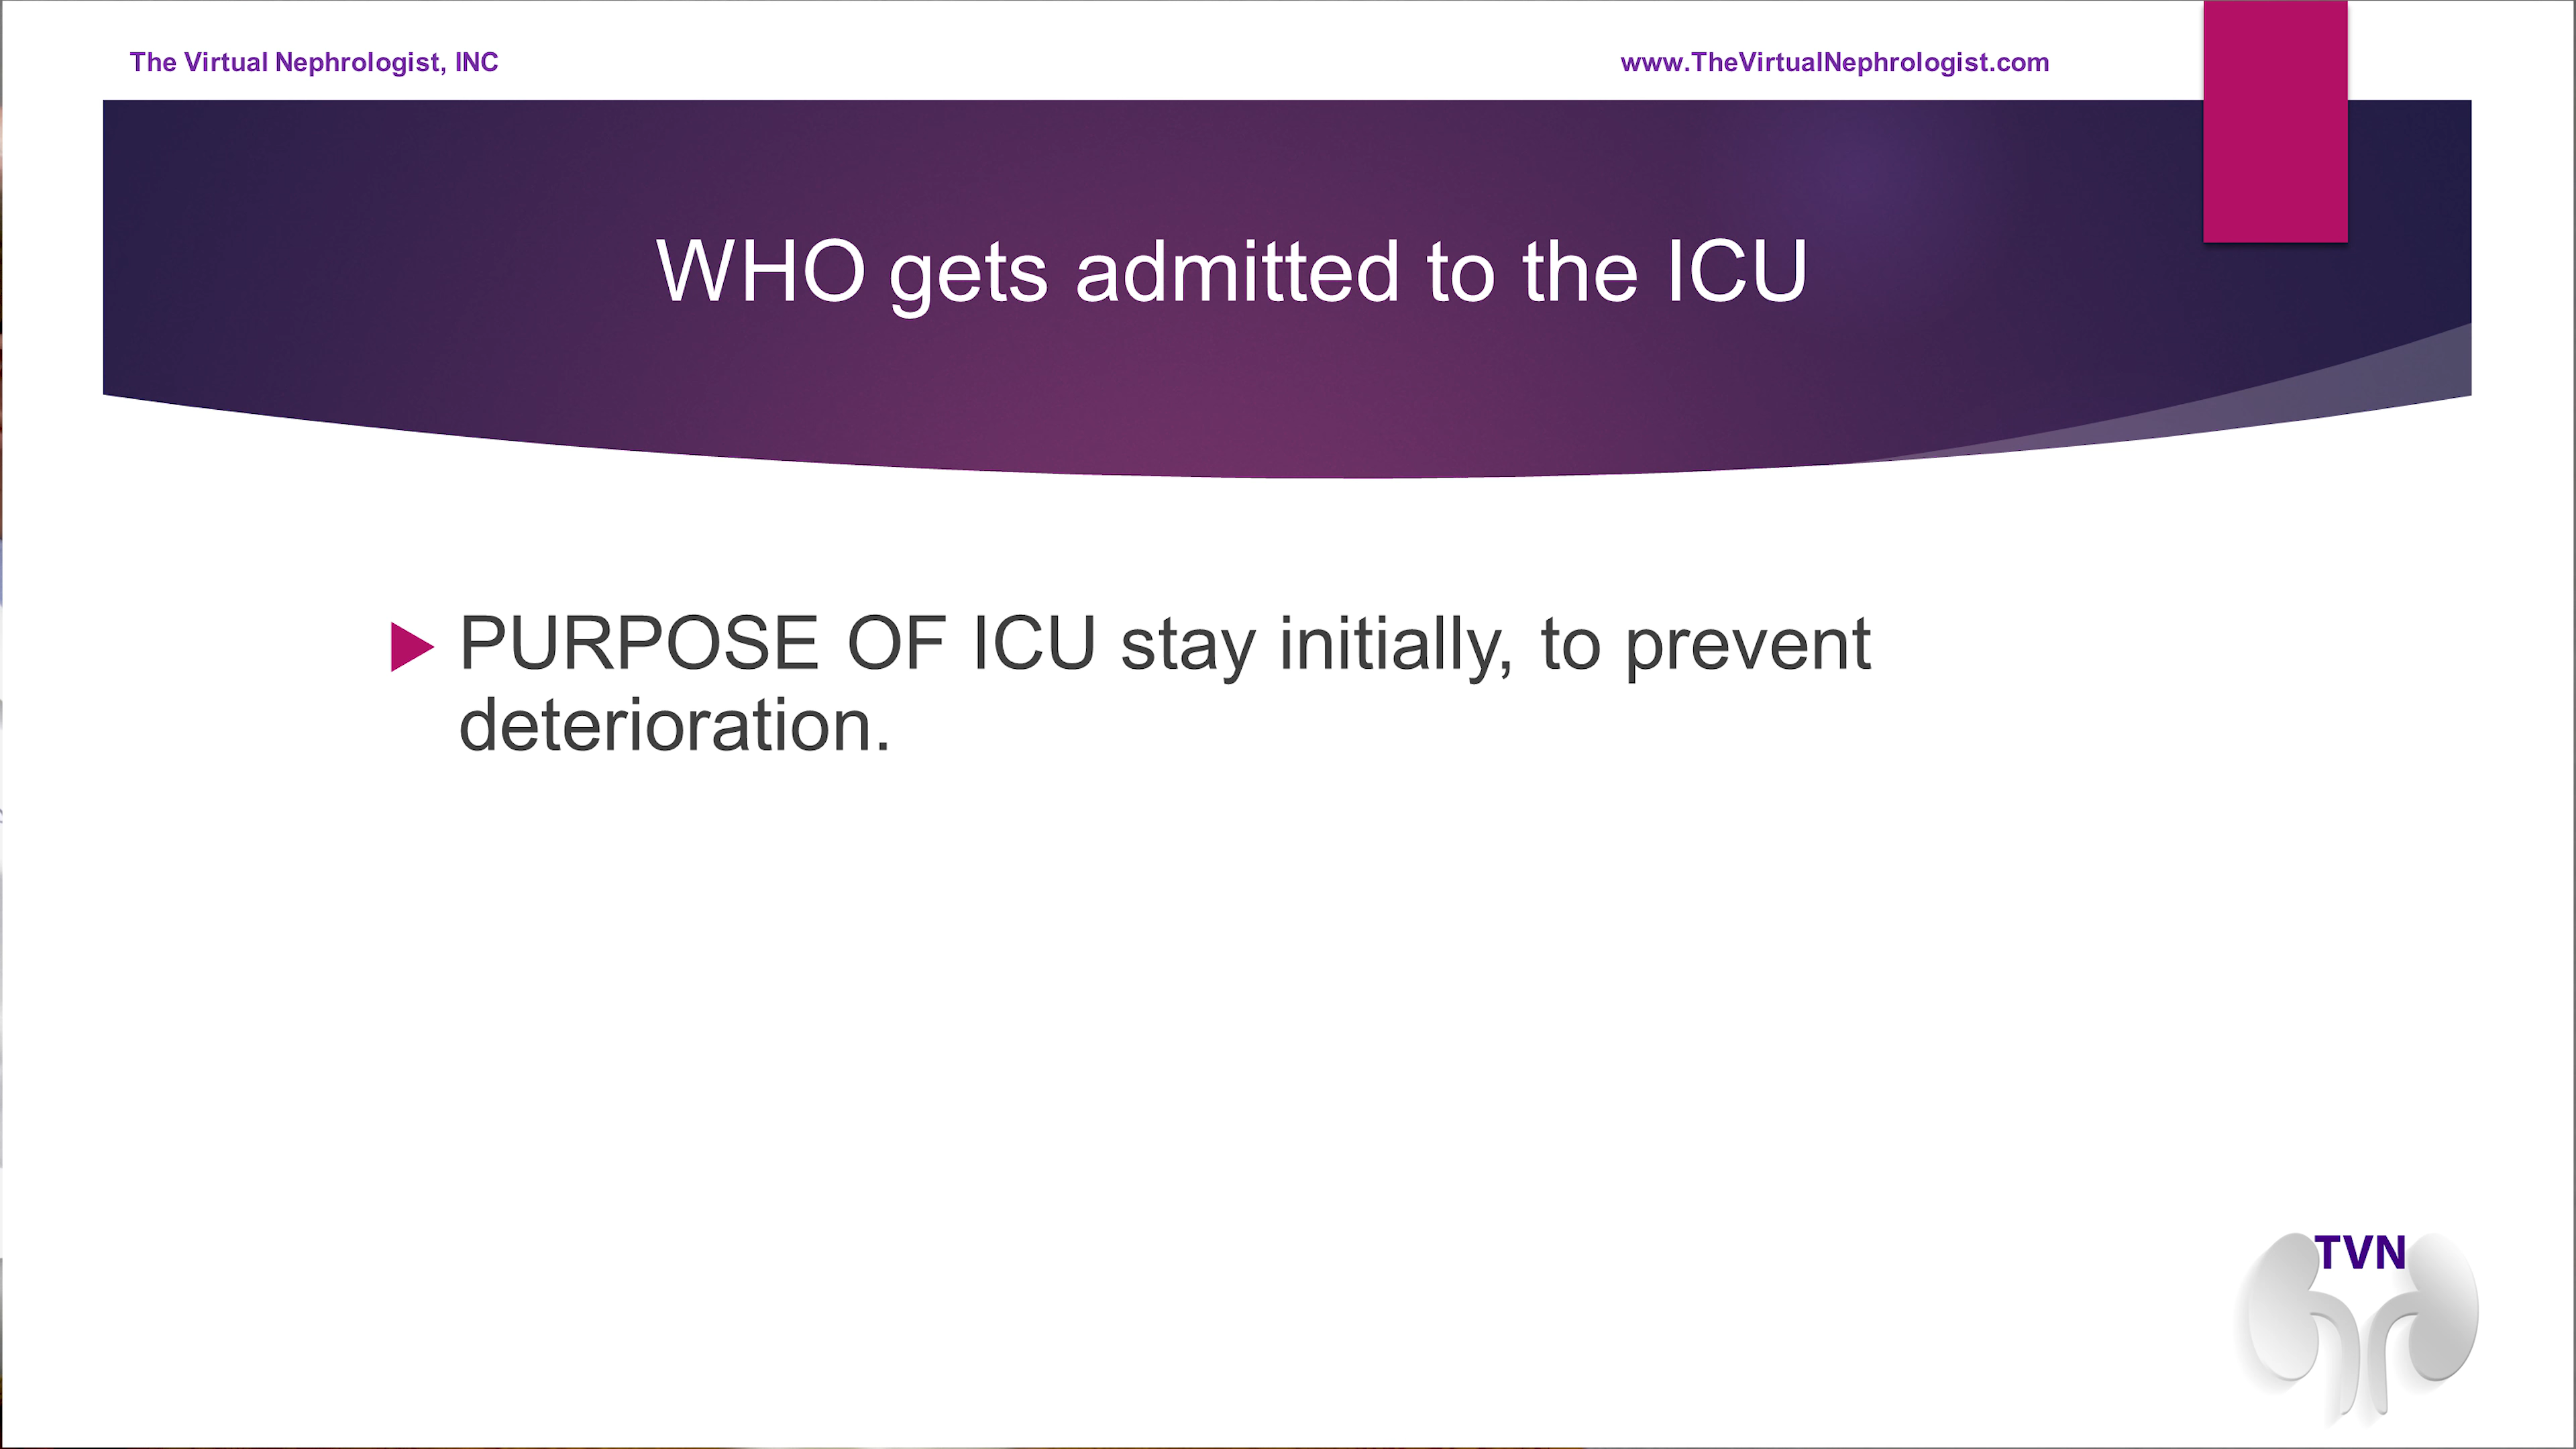 The Virtual Nephrologist, INC
www.TheVirtualNephrologist.com
WHO gets admitted to the ICU
PURPOSE OF ICU stay initially, to prevent
deterioration.
TVN